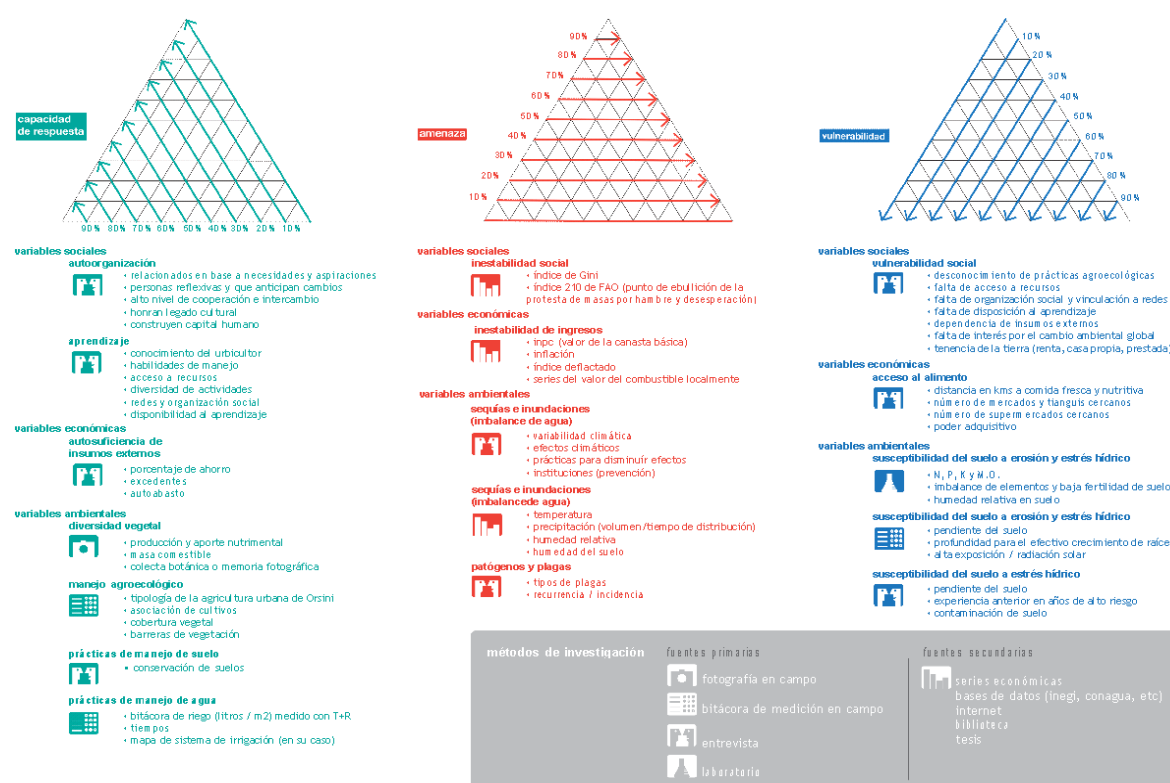 capacidad
de respuesta
90% 80% 70% 60% 50% 40% 30% 20% 10%
variables sociales
autoorganización
• relacionados en base a necesidades y aspiraciones
• personas reflexivas y que anticipan cambios
• alto nivel de cooperación e intercambio
• honran legado cultural
• construyen capital humano
aprendizaje
• conocimiento del urbicultor
• habilidades de manejo
• acceso a recursos
• diversidad de actividades
• redes y organización social
• disponibilidad al aprendizaje
variables económicas
autosuficiencia de
insumos externos
• porcentaje de ahorro
• excedentes
• autoabasto
variables ambientales
diversidad vegetal
• producción y aporte nutrimental
• masa comestible
• colecta botánica o memoria fotográfica
manejo agroecológico
• tipología de la agricultura urbana de Orsini
• asociación de cultivos
• cobertura vegetal
• barreras de vegetación
prácticas de manejo de suelo
• conservación de suelos
prácticas de manejo de agua
• bitácora de riego (litros / m2) medido con T+R
• tiempos
• mapa de sistema de irrigación (en su caso)
amenaza
90%
80%
70%
60%
50%
40%
30%
20%
10%
variables sociales
inestabilidad social
• índice de Gini
• índice 210 de FAO (punto de ebullición de la
protesta de masas por hambre y desesperación)
variables económicas
inestabilidad de ingresos
• inpc (valor de la canasta básica)
• inflación
• índice deflactado
• series del valor del combustible localmente
variables ambientales
sequías e inundaciones
(imbalance de agua)
• variabilidad climática
• efectos climáticos
• prácticas para disminuír efectos
• instituciones (prevención)
sequías e inundaciones
(imbalancede agua)
• temperatura
• precipitación (volumen/tiempo de distribución)
• humedad relativa
• humedad del suelo
patógenos y plagas
• tipos de plagas
• recurrencia / incidencia
vulnerabilidad
10%
20%
30%
40%
50%
60%
70%
80%
90%
variables sociales
vulnerabilidad social
• desconocimiento de prácticas agroecológicas
• falta de acceso a recursos
• falta de organización social y vinculación a redes
• falta de disposición al aprendizaje
• dependencia de insumos externos
• falta de interés por el cambio ambiental global
• tenencia de la tierra (renta, casa propia, prestada)
variables económicas
acceso al alimento
• distancia en kms a comida fresca y nutritiva
• número de mercados y tianguis cercanos
• número de supermercados cercanos
• poder adquisitivo
variables ambientales
susceptibilidad del suelo a erosión y estrés hídrico
• N, P, K y M.O.
• imbalance de elementos y baja fertilidad de suelo
• humedad relativa en suelo
susceptibilidad del suelo a erosión y estrés hídrico
• pendiente del suelo
• profundidad para el efectivo crecimiento de raíce
• alta exposición / radiación solar
susceptibilidad del suelo a estrés hídrico
• pendiente del suelo
• experiencia anterior en años de alto riesgo
• contaminación de suelo
métodos de investigación
fuentes primarias
fotografía en campo
bitácora de medición en campo
entrevista
laboratorio
fuentes secundarias
series económicas
bases de datos (inegi, conagua, etc)
internet
biblioteca
tesis